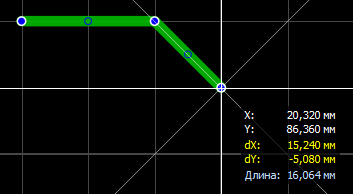 X: 20,320 мм
Y: 86,360 мм
dX: 15,240 мм
dY: -5,080 мм
Длина: 16,064 мм